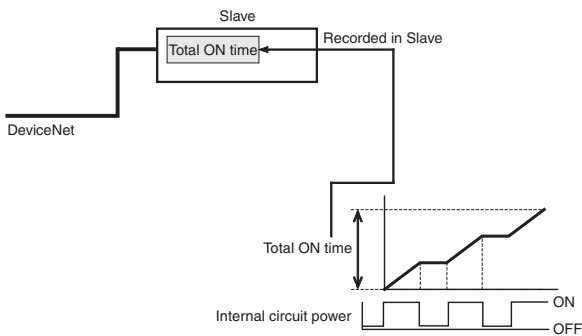 Slave
Total ON time
Recorded in Slave
DeviceNet
Total ON time
Internal circuit power
ON
OFF